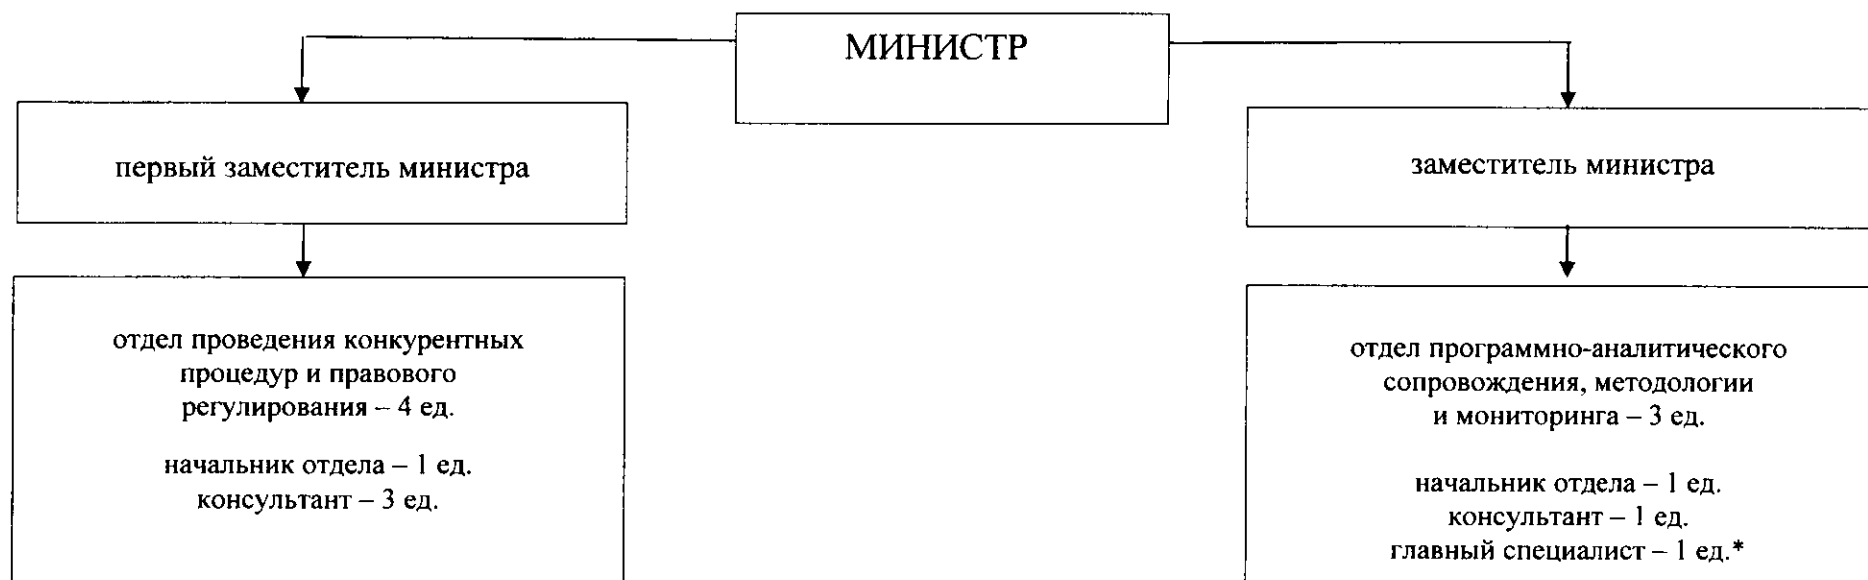 МИНИСТР
первый заместитель министра
заместитель министра
отдел проведения конкурентных
процедур и правового
регулирования – 4 ед.
начальник отдела – 1 ед.
консультант – 3 ед.
отдел программно-аналитического
сопровождения, методологии
и мониторинга – 3 ед.
начальник отдела – 1 ед.
консультант – 1 ед.
главный специалист – 1 ед.*